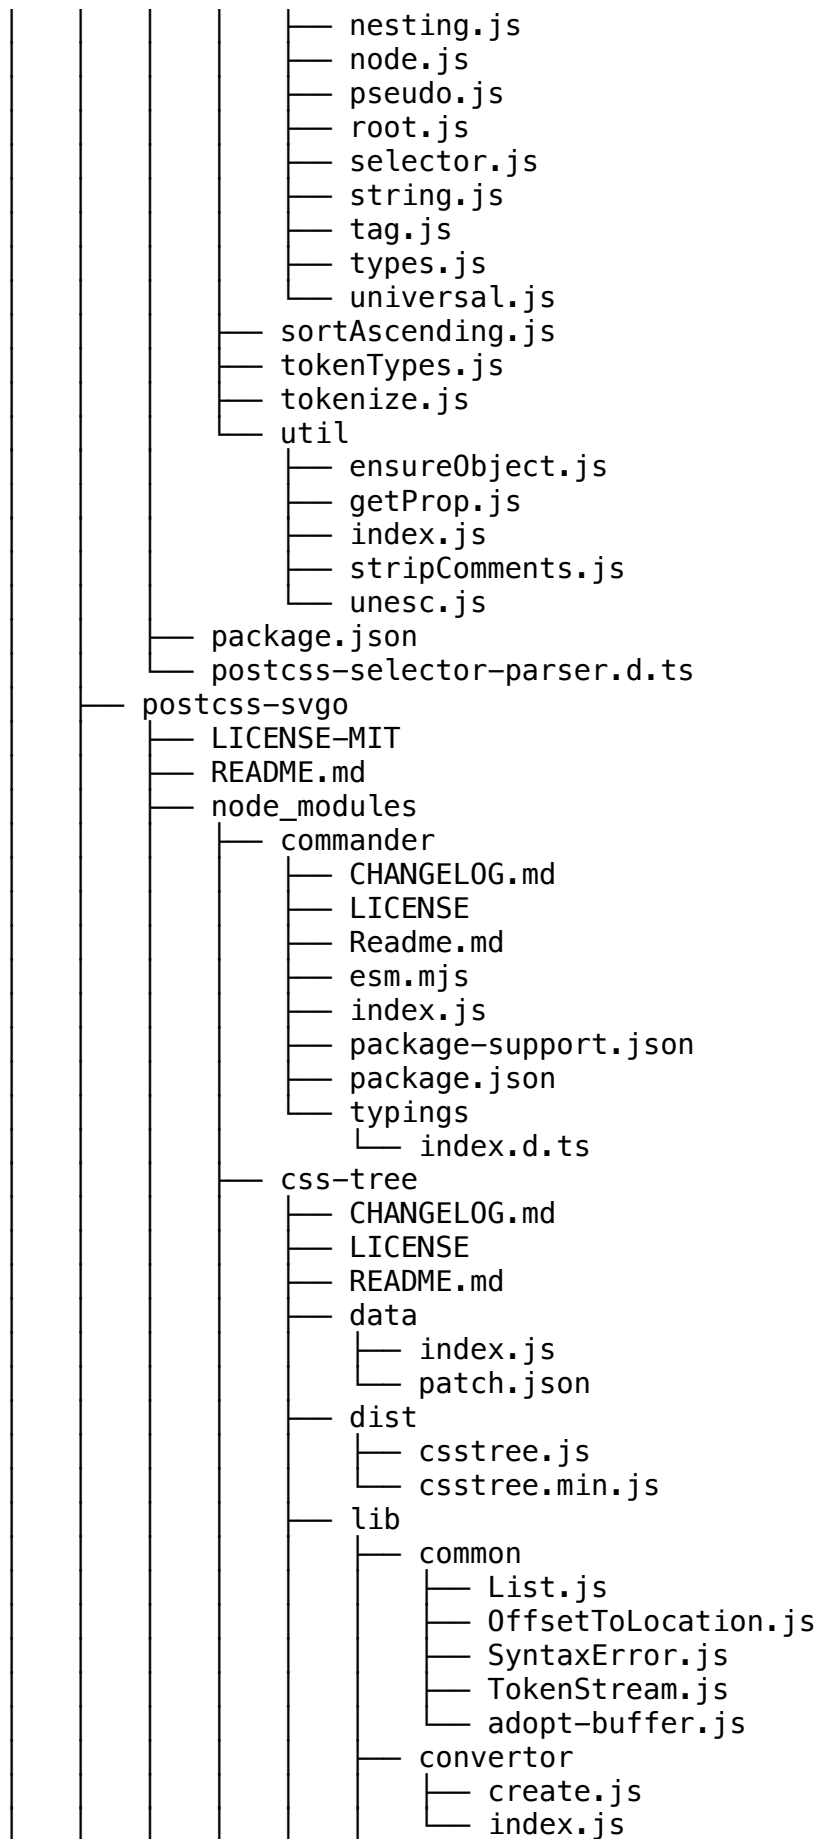 │   │   │   │   ├── nesting.js
│   │   │   │   ├── node.js
│   │   │   │   ├── pseudo.js
│   │   │   │   ├── root.js
│   │   │   │   ├── selector.js
│   │   │   │   ├── string.js
│   │   │   │   ├── tag.js
│   │   │   │   ├── types.js
│   │   │   │   └── universal.js
│   │   │   ├── sortAscending.js
│   │   │   ├── tokenTypes.js
│   │   │   ├── tokenize.js
│   │   │   └── util
│   │   │       ├── ensureObject.js
│   │   │       ├── getProp.js
│   │   │       ├── index.js
│   │   │       ├── stripComments.js
│   │   │       └── unesc.js
│   │   ├── package.json
│   │   └── postcss-selector-parser.d.ts
│   ├── postcss-svgo
│   │   ├── LICENSE-MIT
│   │   ├── README.md
│   │   ├── node_modules
│   │   │   ├── commander
│   │   │   │   ├── CHANGELOG.md
│   │   │   │   ├── LICENSE
│   │   │   │   ├── Readme.md
│   │   │   │   ├── esm.mjs
│   │   │   │   ├── index.js
│   │   │   │   ├── package-support.json
│   │   │   │   ├── package.json
│   │   │   │   └── typings
│   │   │   │       └── index.d.ts
│   │   │   ├── css-tree
│   │   │   │   ├── CHANGELOG.md
│   │   │   │   ├── LICENSE
│   │   │   │   ├── README.md
│   │   │   │   ├── data
│   │   │   │   │   ├── index.js
│   │   │   │   │   └── patch.json
│   │   │   │   ├── dist
│   │   │   │   │   ├── csstree.js
│   │   │   │   │   └── csstree.min.js
│   │   │   │   ├── lib
│   │   │   │   │   ├── common
│   │   │   │   │   │   ├── List.js
│   │   │   │   │   │   ├── OffsetToLocation.js
│   │   │   │   │   │   ├── SyntaxError.js
│   │   │   │   │   │   ├── TokenStream.js
│   │   │   │   │   │   └── adopt-buffer.js
│   │   │   │   │   ├── convertor
│   │   │   │   │   │   ├── create.js
│   │   │   │   │   │   └── index.js